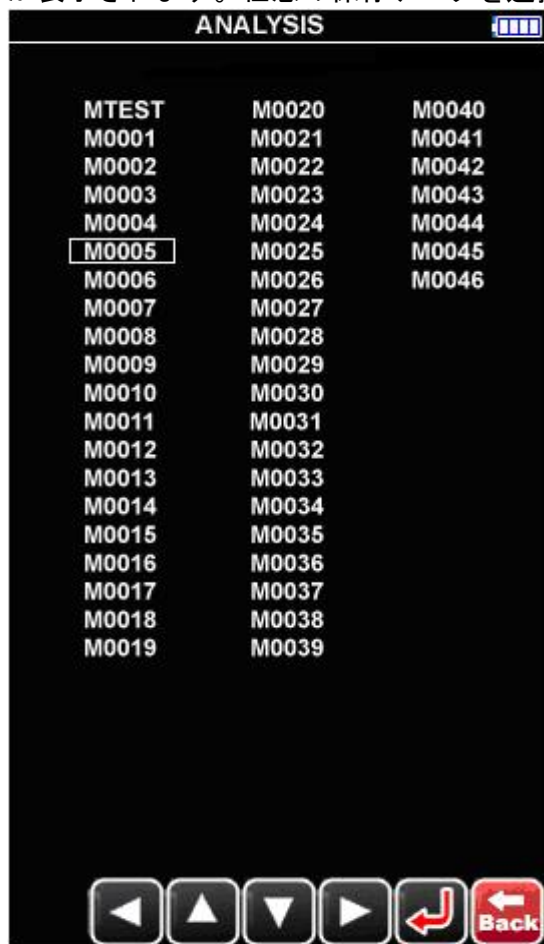 ANALYSIS
MTEST M0020 M0040
M0001 M0021 M0041
M0002 M0022 M0042
M0003 M0023 M0043
M0004 M0024 M0044
M0005 M0025 M0045
M0006 M0026 M0046
M0007 M0027
M0008 M0028
M0009 M0029
M0010 M0030
M0011 M0031
M0012 M0032
M0013 M0033
M0014 M0034
M0015 M0035
M0016 M0036
M0017 M0037
M0018 M0038
M0019 M0039
Back